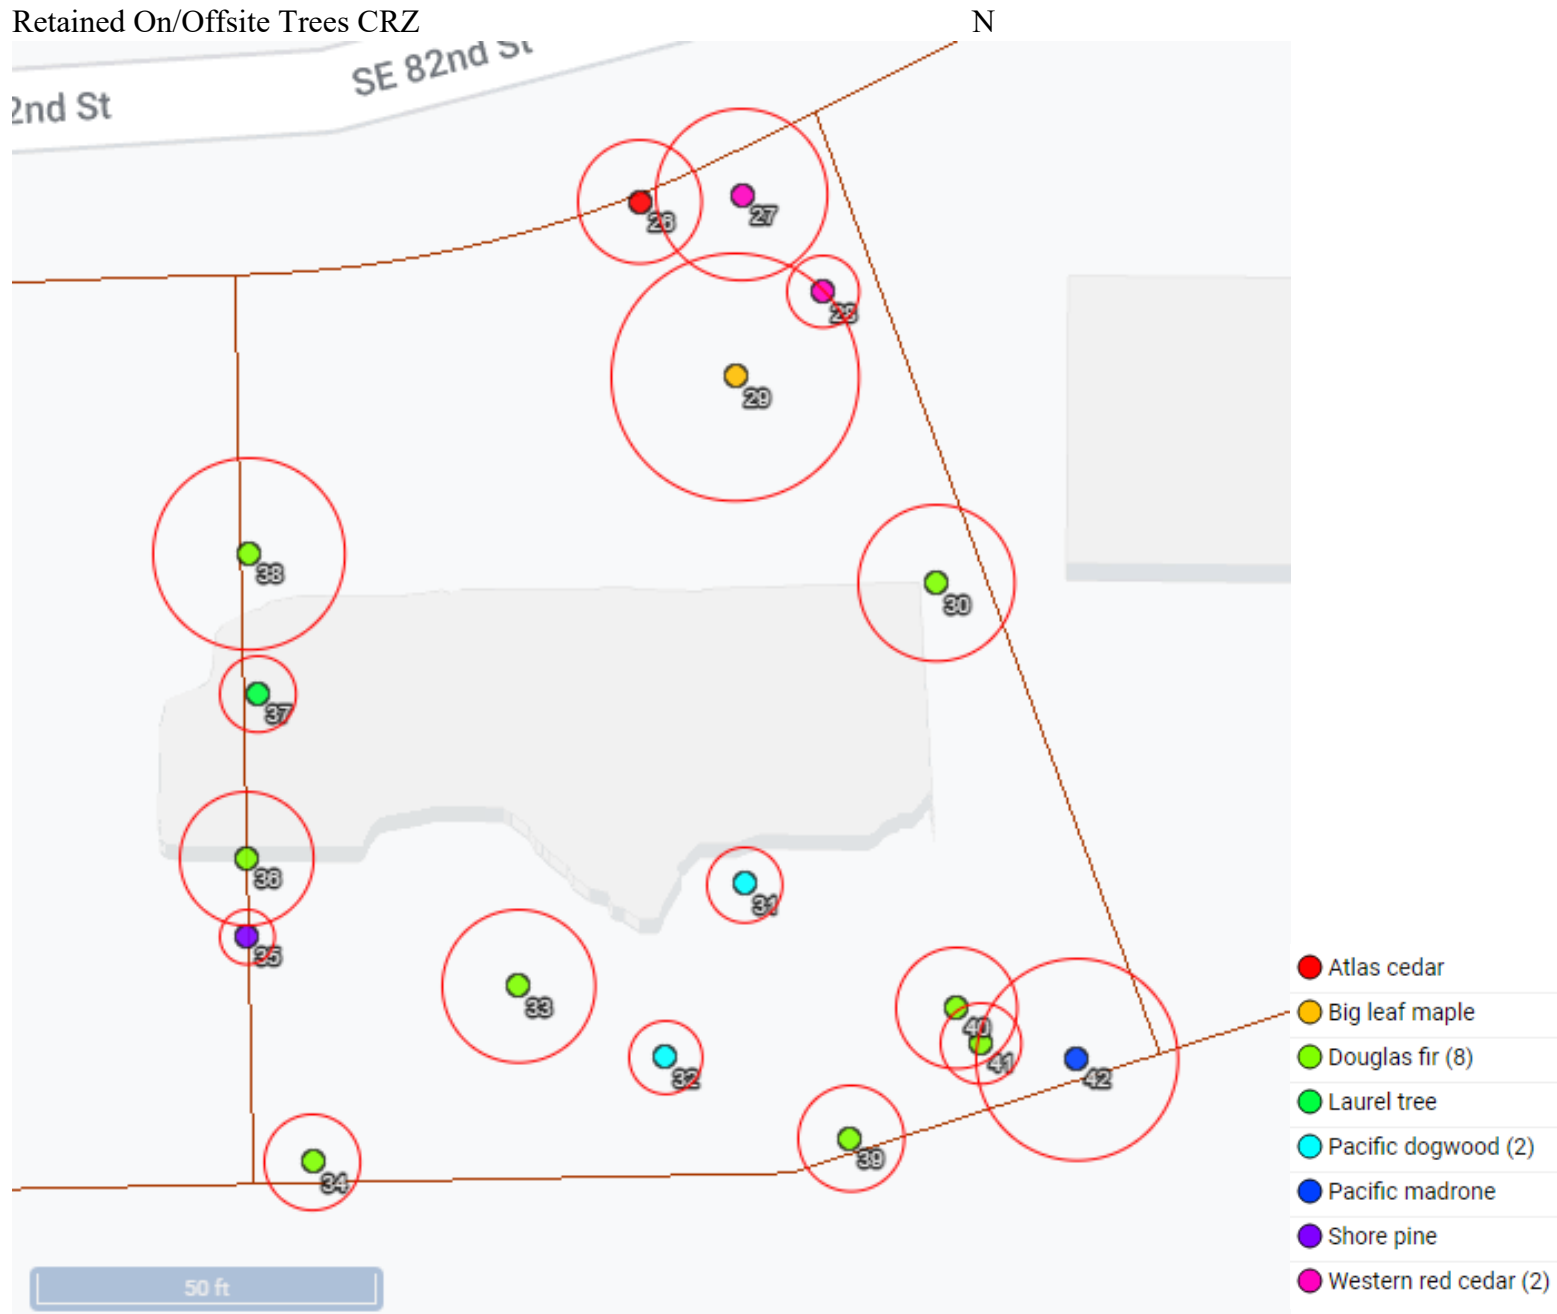 Retained On/Offsite Trees CRZ N
SE 82nd St
2nd St
26
27
28
29
38
30
37
36
31
35
33
40
41
32
42
39
34
Atlas cedar
Big leaf maple
Douglas fir (8)
Laurel tree
Pacific dogwood (2)
Pacific madrone
Shore pine
Western red cedar (2)
50 ft